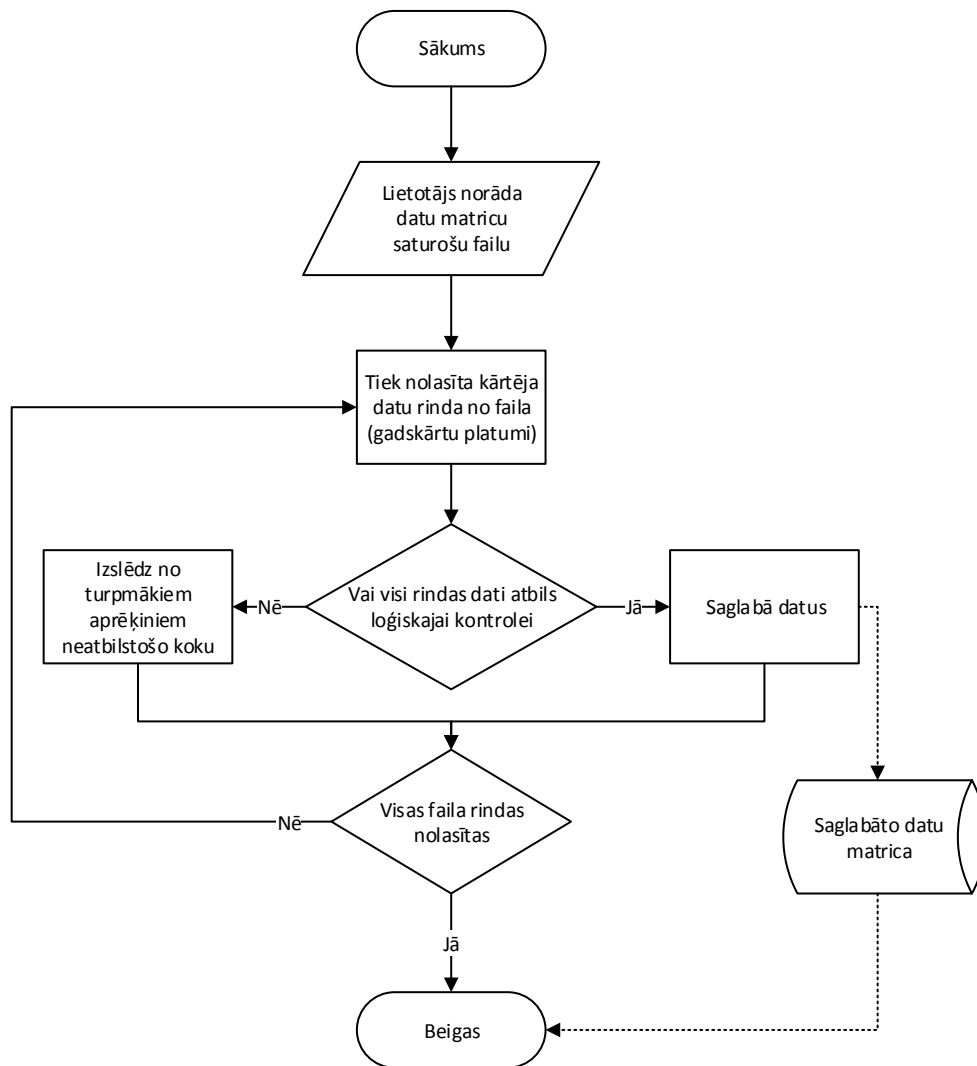 Sākums
Lietotājs norāda
datu matricu
saturošu failu
Tiek nolasīta kārtēja
datu rinda no faila
(gadskārtu platumi)
Izslēdz no
turpmākiem
aprēķiniem
neatbilstošo koku
Nē
Vai visi rindas dati atbils
loģiskajai kontrolei
Jā
Saglabā datus
Nē
Visas faila rindas
nolasītas
Saglabāto datu
matrica
Jā
Beigas